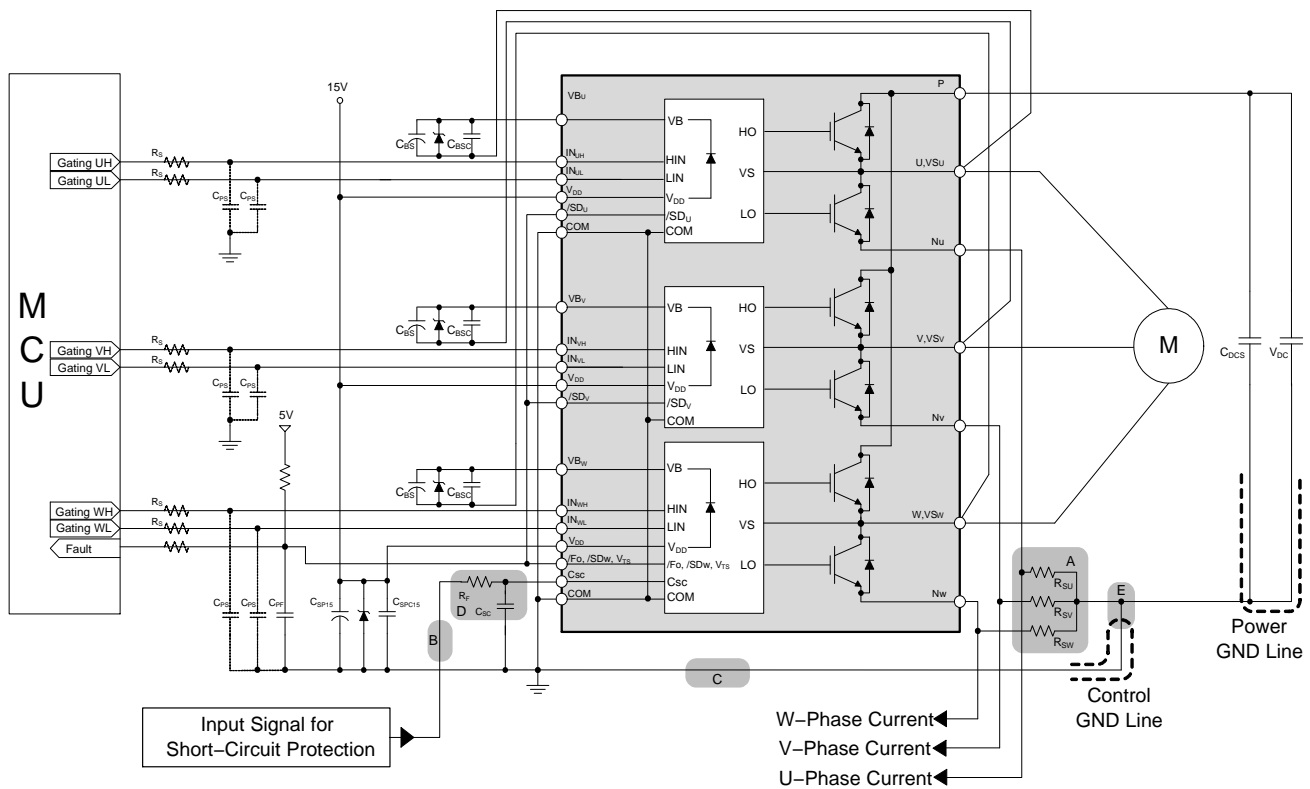 MCU
15V
5V
Gating UH
Gating UL
Gating VH
Gating VL
Gating WH
Gating WL
Fault
RS
RS
CPS
CPS
RS
RS
CPS
CPS
RS
RS
CPS
CPS
CPF
CSP15
CSPC15
CBS
CBSC
CBS
CBSC
CBS
CBSC
RF
D
CSC
B
C
VBU
INUH
INUL
VDD
/SDU
COM
VB
HIN
LIN
VDD
/SDU
COM
HO
VS
LO
P
U,VSU
Nu
VBV
INVH
INVL
VDD
/SDV
VB
HIN
LIN
VDD
/SDV
COM
HO
VS
LO
V,VSV
Nv
VBW
INWH
INWL
VDD
/Fo, /SDw, VTS
Csc
COM
VB
HIN
LIN
VDD
/Fo, /SDw, VTS
Csc
COM
HO
VS
LO
W,VSW
Nw
M
CDCS
VDC
A
RSU
RSV
RSW
E
Power
GND Line
Control
GND Line
Input Signal for
Short−Circuit Protection
W−Phase Current
V−Phase Current
U−Phase Current